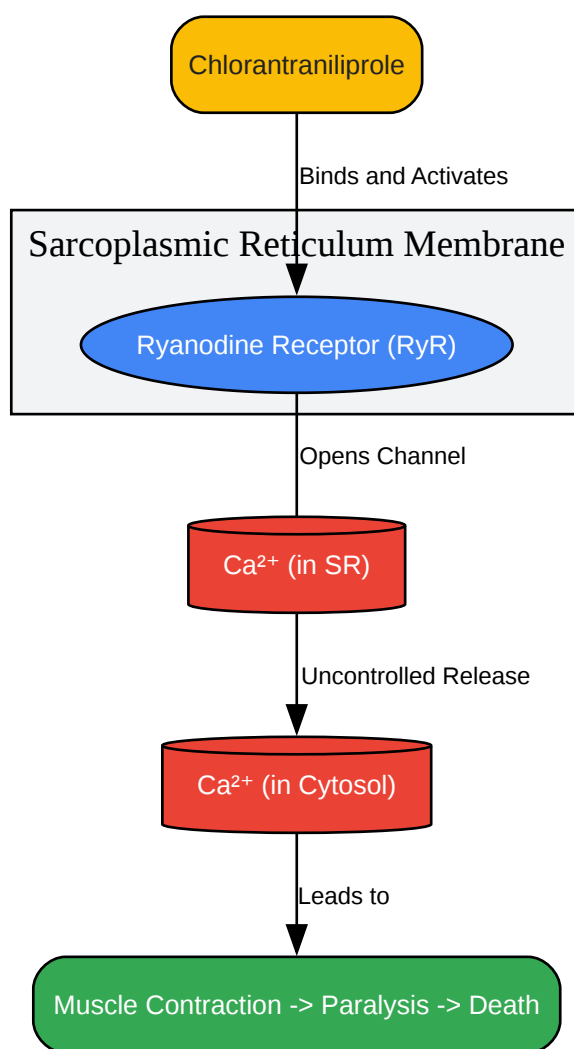 Chlorantraniliprole
Binds and Activates
Sarcoplasmic Reticulum Membrane
Ryanodine Receptor (RyR)
Opens Channel
Ca²⁺ (in SR)
Uncontrolled Release
Ca²⁺ (in Cytosol)
Leads to
Muscle Contraction -> Paralysis -> Death